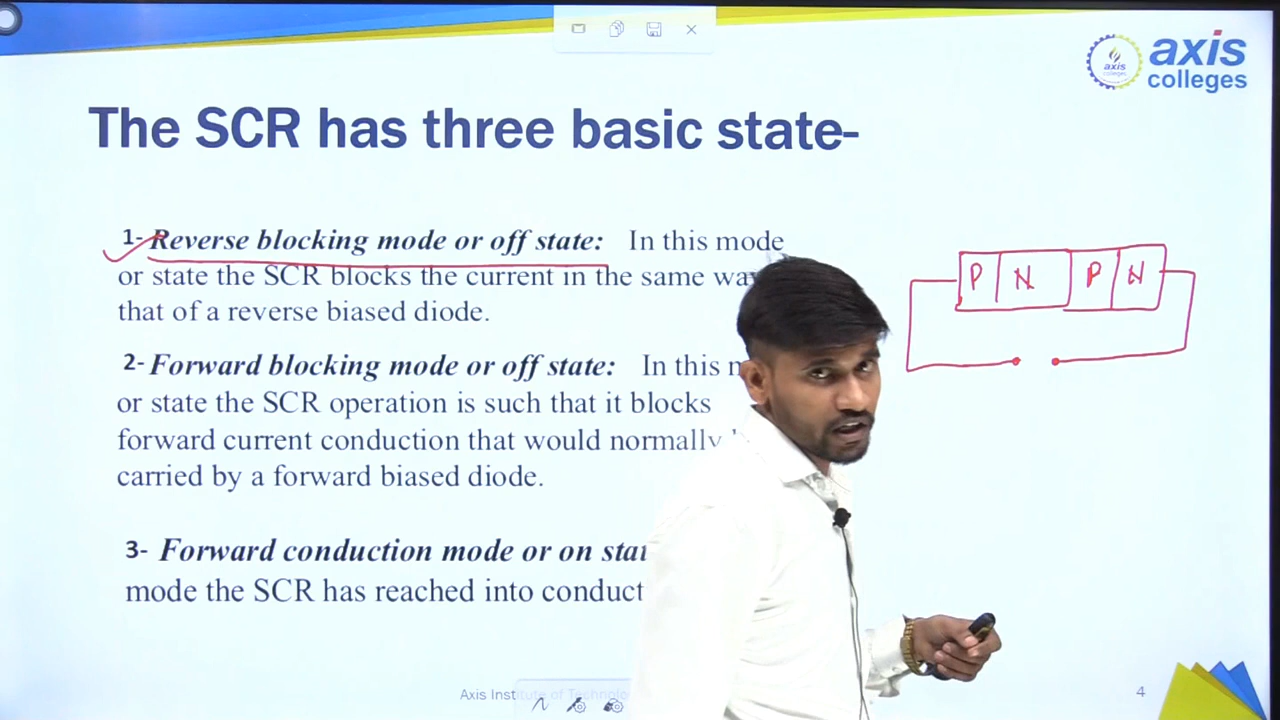 axis
colleges
axis
colleges
The SCR has three basic state-
1- Reverse blocking mode or off state: In this mode
or state the SCR blocks the current in the same
that of a reverse biased diode.
P N P N
2- Forward blocking mode or off state: In this
or state the SCR operation is such that it blocks
forward current conduction that would normally
carried by a forward biased diode.
3- Forward conduction mode or on
mode the SCR has reached into
Axis of
4